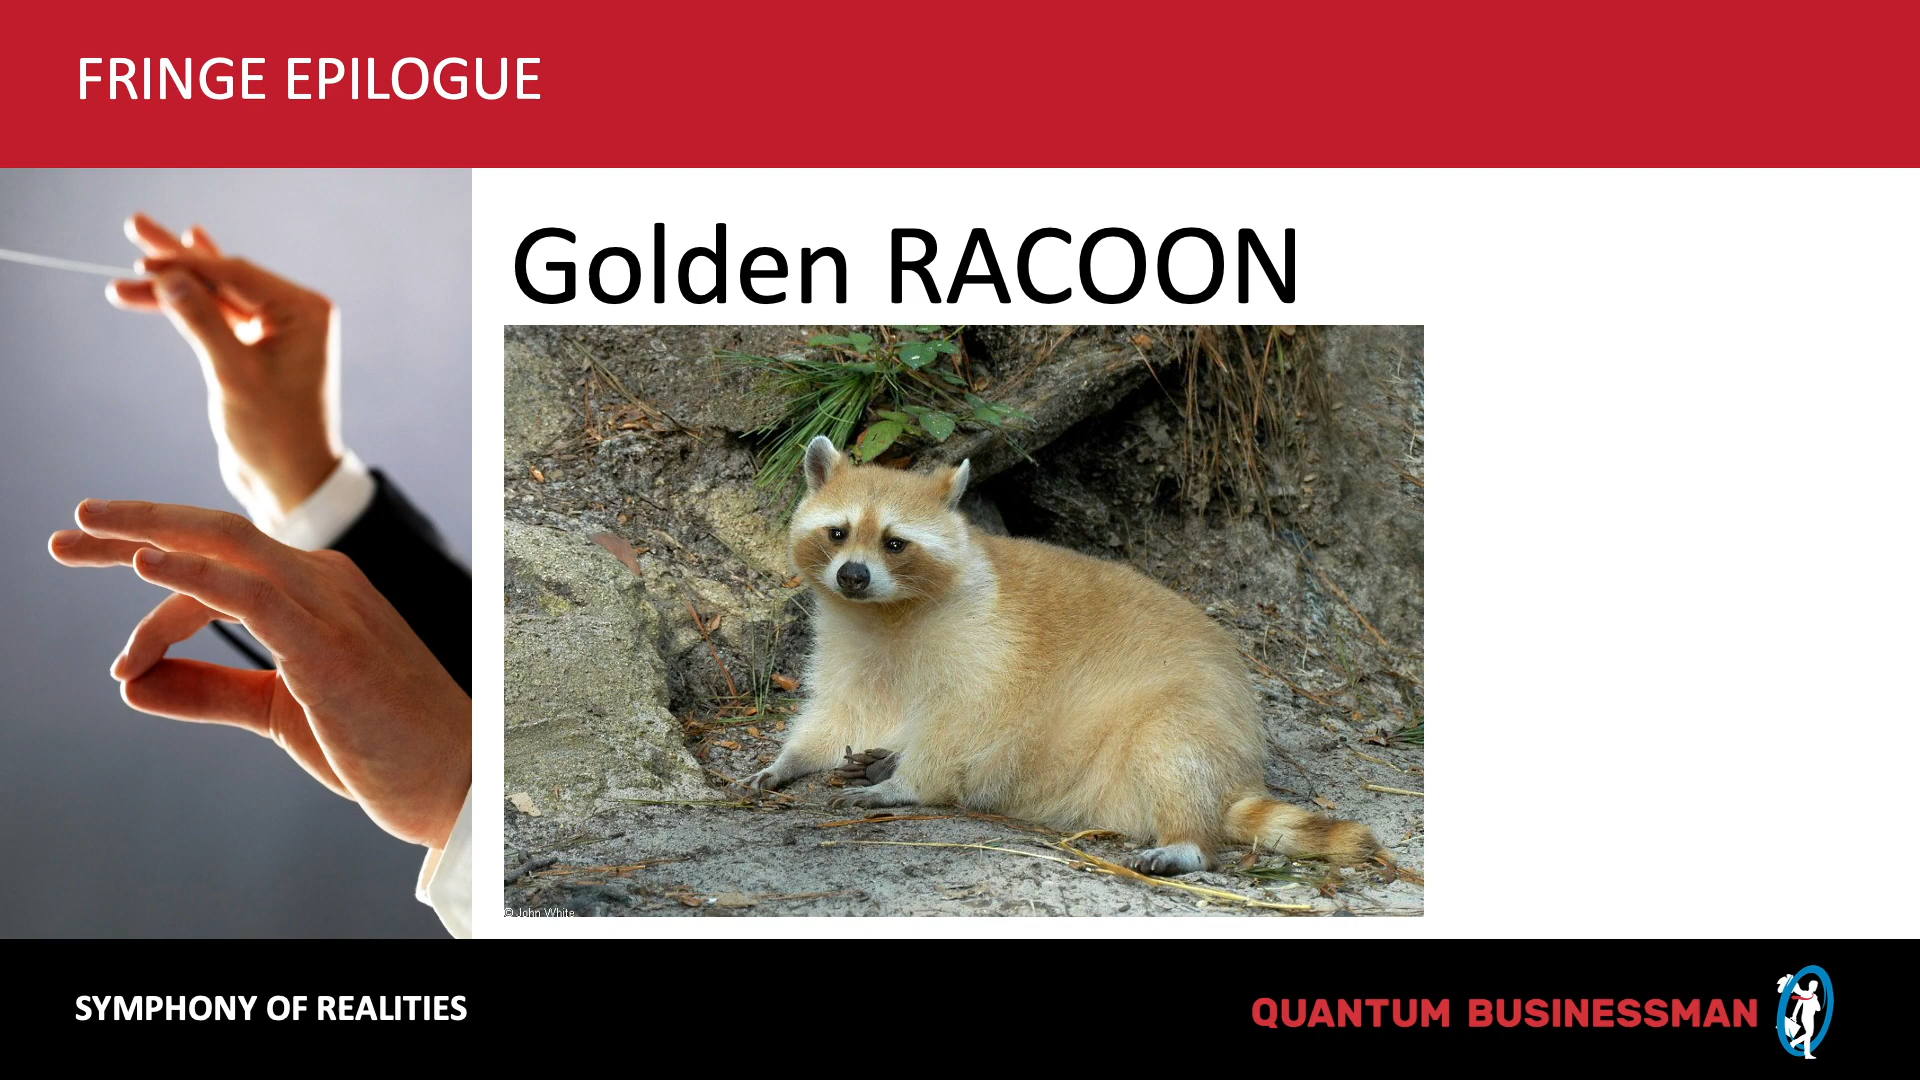 FRINGE EPILOGUE
Golden RACOON
© John White
SYMPHONY OF REALITIES
QUANTUM BUSINESSMAN